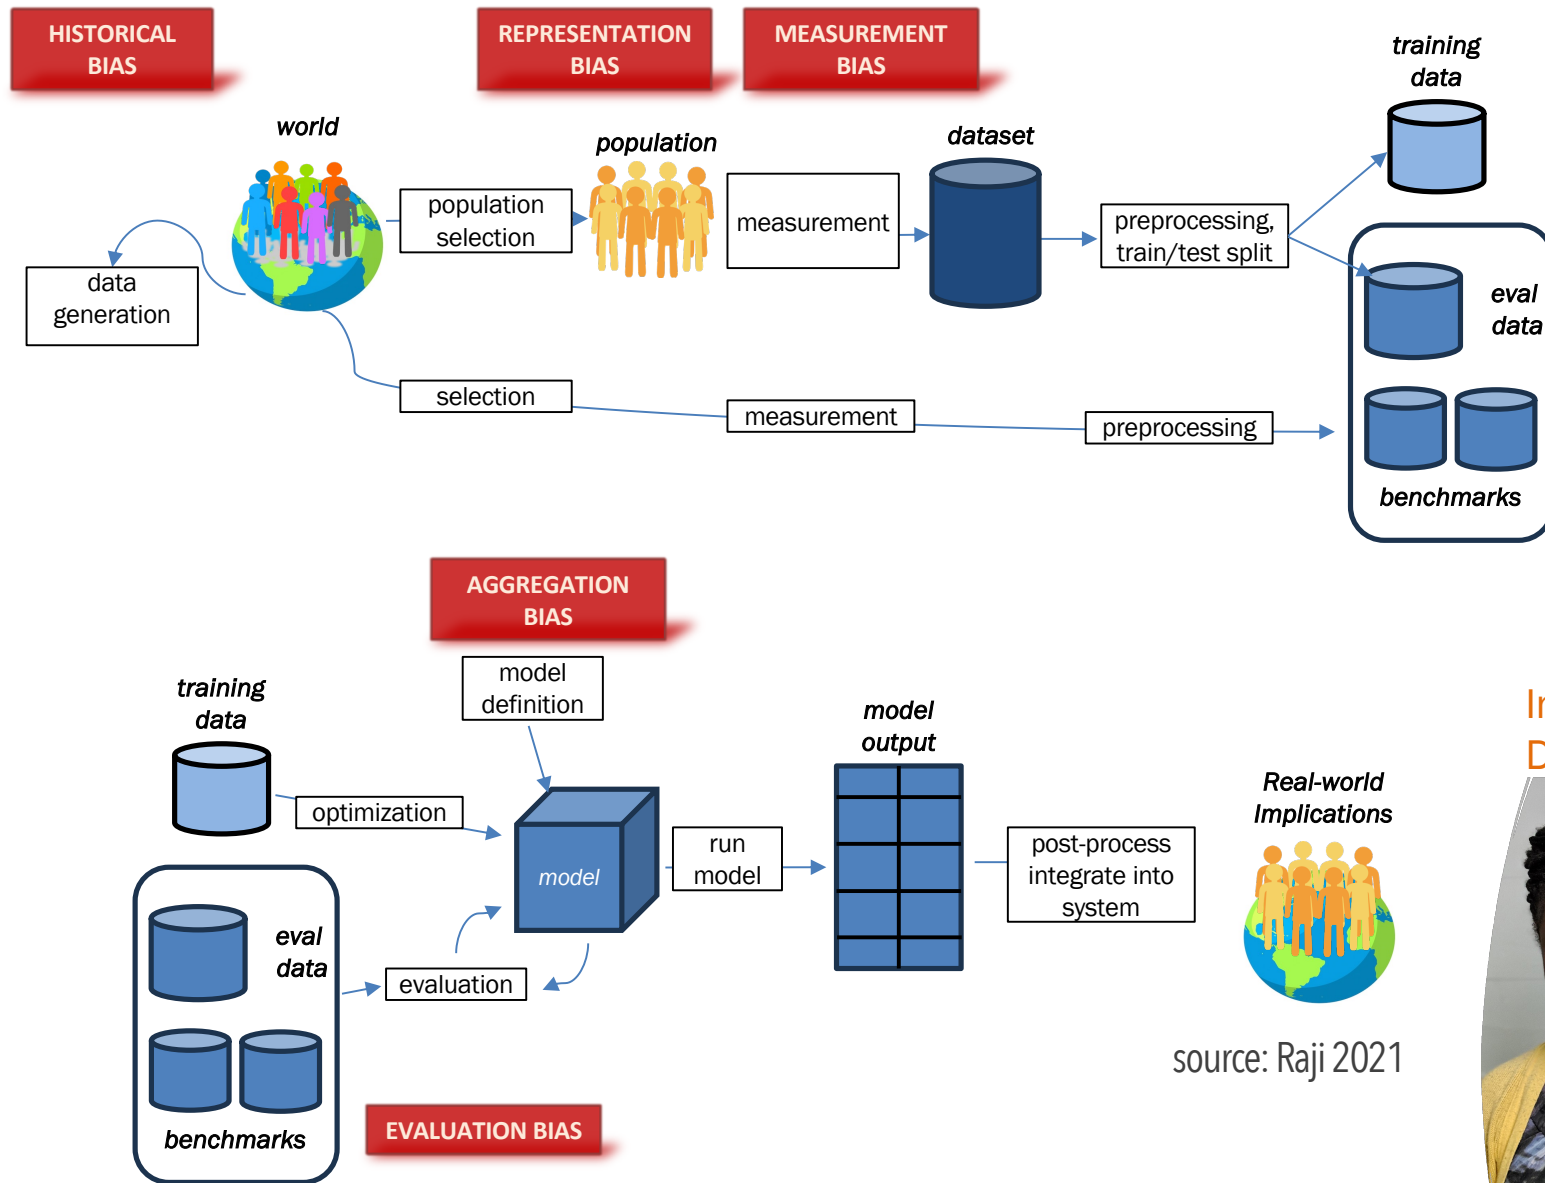 HISTORICAL
BIAS
REPRESENTATION
BIAS
MEASUREMENT
BIAS
training
data
world
population
dataset
population
selection
measurement
preprocessing,
train/test split
data
generation
eval
data
selection
measurement
preprocessing
benchmarks
AGGREGATION
BIAS
model
definition
training
data
model
output
optimization
model
run
model
post-process
integrate into
system
Real-world
Implications
eval
data
evaluation
benchmarks
EVALUATION BIAS
source: Raji 2021